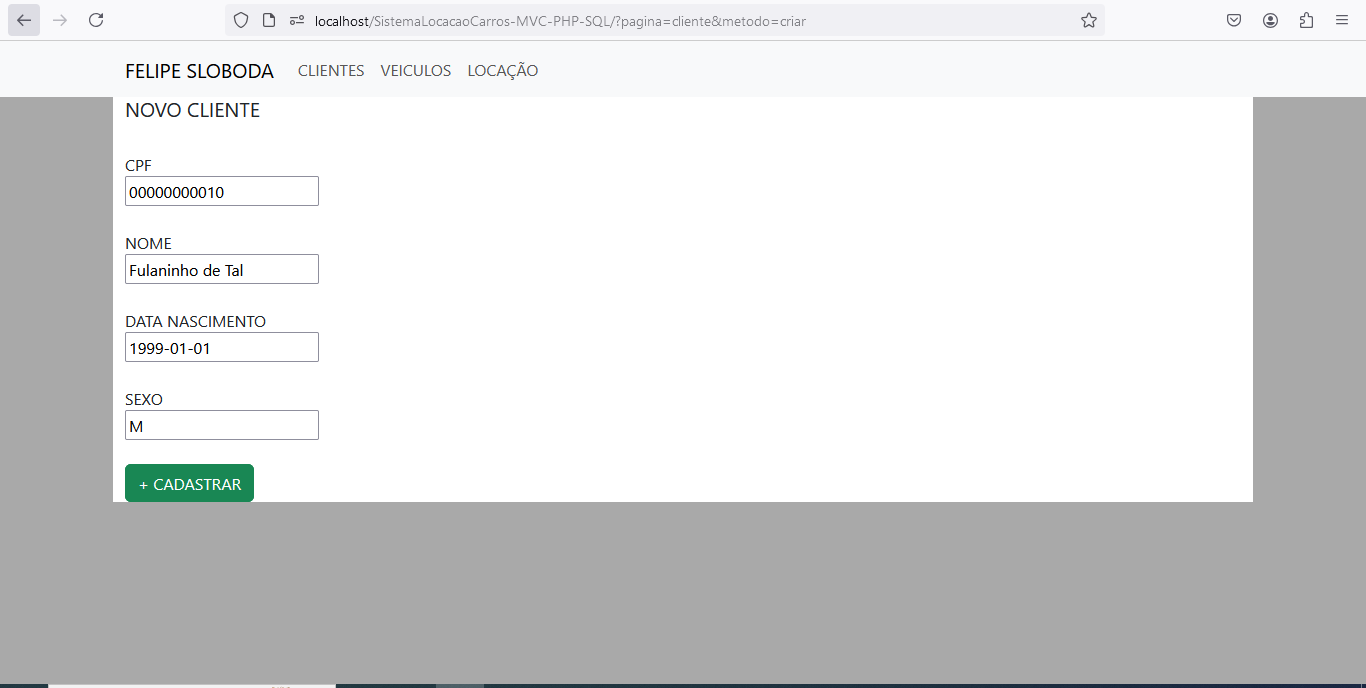 localhost/SistemaLocacaoCarros-MVC-PHP-SQL/?pagina=cliente&metodo=criar
FELIPE SLOBODA CLIENTES VEICULOS LOCAÇÃO
NOVO CLIENTE
CPF
00000000010
NOME
Fulaninho de Tal
DATA NASCIMENTO
1999-01-01
SEXO
M
+ CADASTRAR